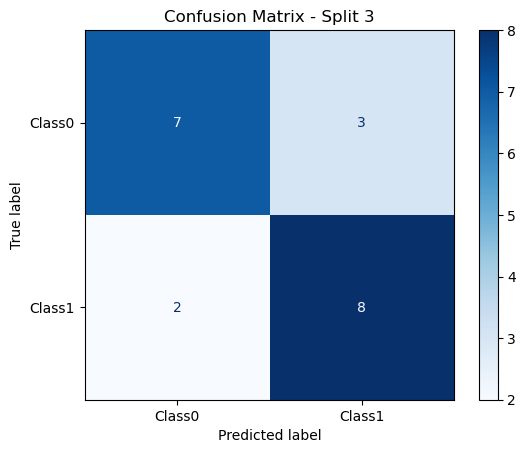 Confusion Matrix - Split 3
True label
Class0
7
3
Class1
2
8
Class0
Class1
Predicted label
8
7
6
5
4
3
2